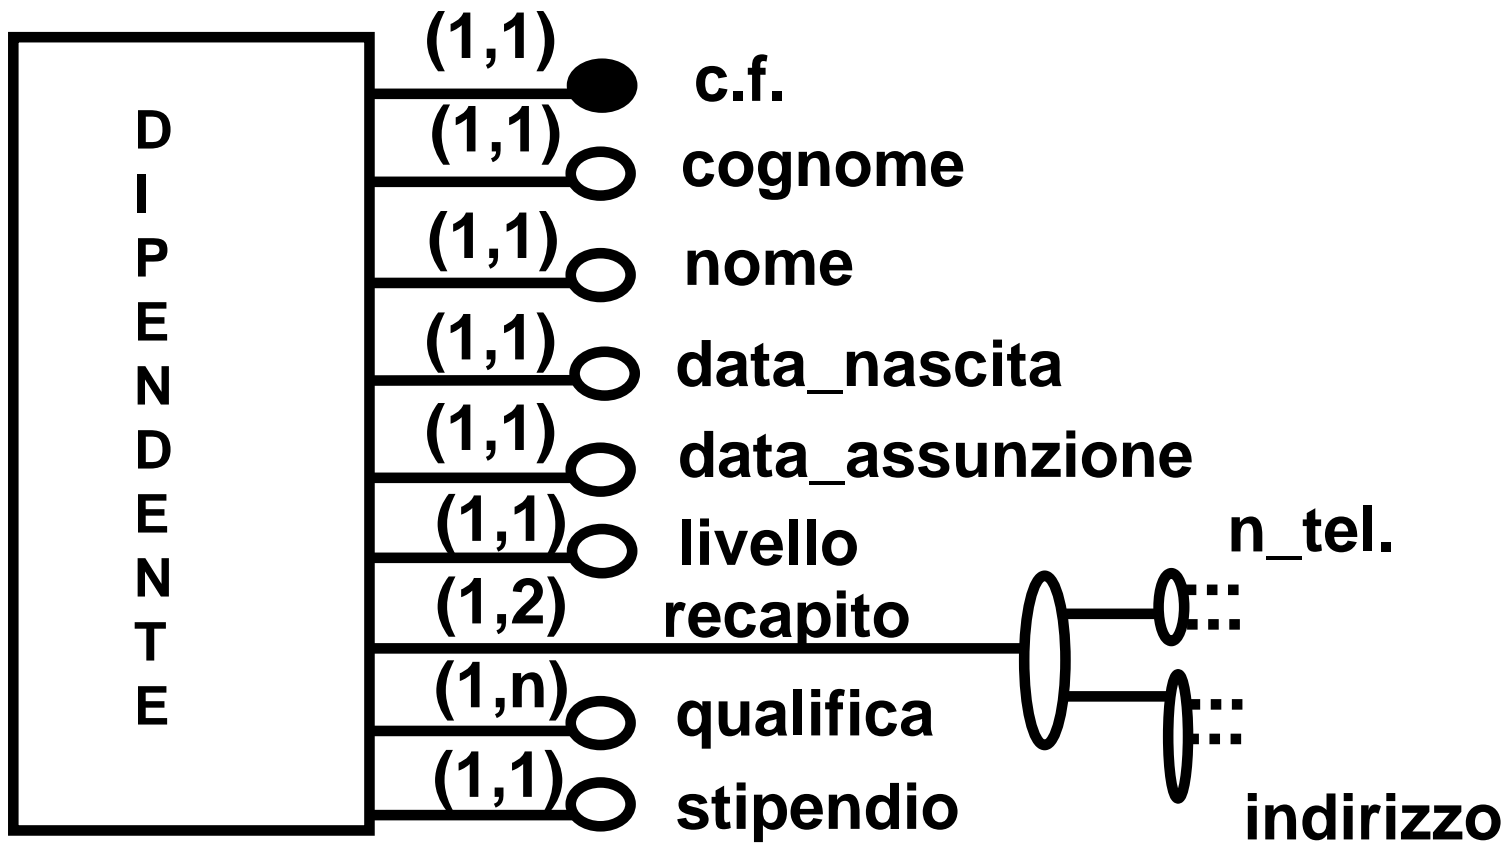 DIPENDENTE
(1,1) c.f.
(1,1) cognome
(1,1) nome
(1,1) data_nascita
(1,1) data_assunzione
(1,1) livello
n_tel.
(1,2) recapito
(1,n) qualifica
(1,1) stipendio
indirizzo